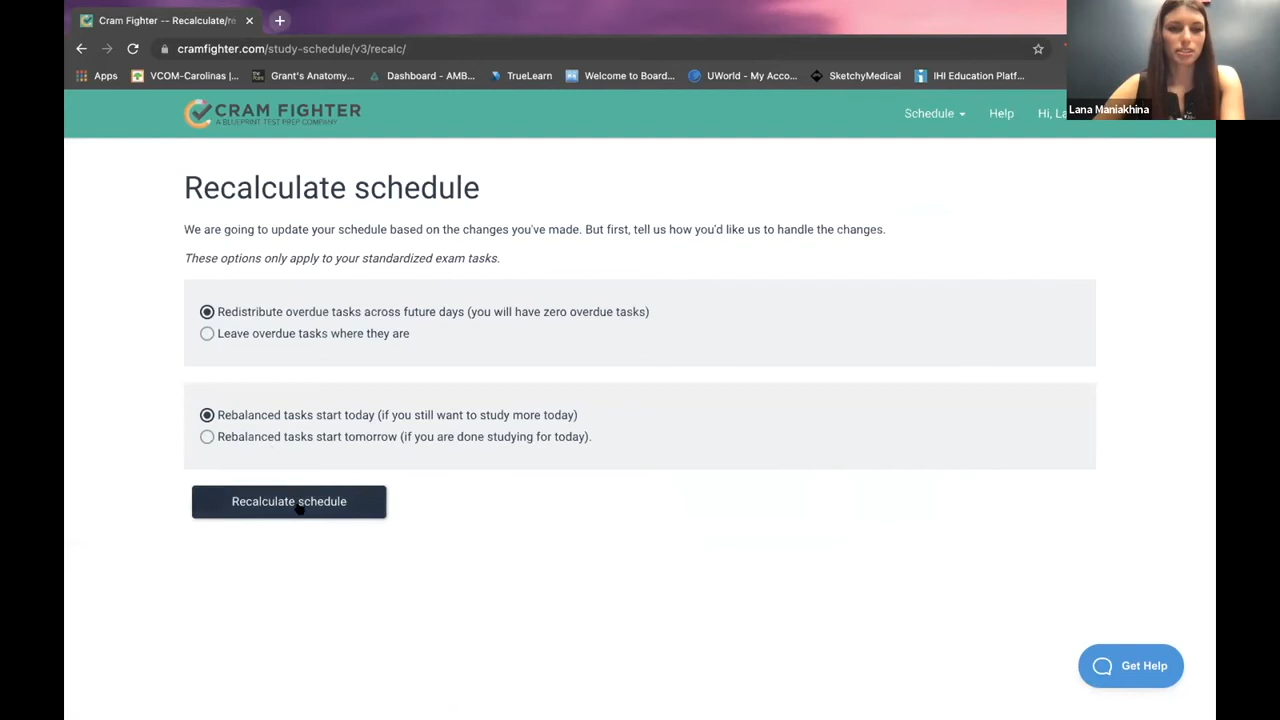 Cram Fighter -- Recalculate/re
cramfighter.com/study-schedule/v3/recalc/
Apps
VCOM-Carolinas |...
Grant's Anatomy...
Dashboard - AMB...
TrueLearn
Welcome to Board...
UWorld - My Acco...
SketchyMedical
IHI Education Platf...
Lana Maniakhina
CRAM FIGHTER
A BLUEPRINT TEST PREP COMPANY
Schedule
Help
Hi, La
Recalculate schedule
We are going to update your schedule based on the changes you've made. But first, tell us how you'd like us to handle the changes.
These options only apply to your standardized exam tasks.
Redistribute overdue tasks across future days (you will have zero overdue tasks)
Leave overdue tasks where they are
Rebalanced tasks start today (if you still want to study more today)
Rebalanced tasks start tomorrow (if you are done studying for today).
Recalculate schedule
Get Help